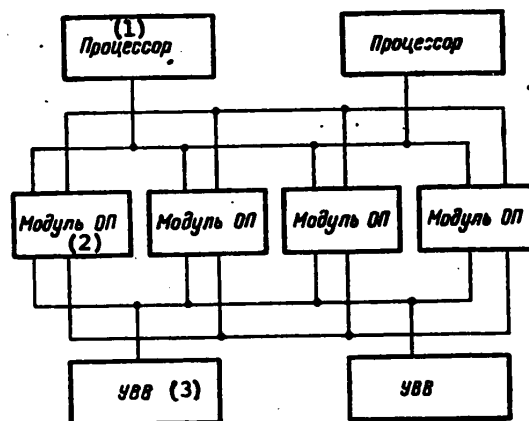 (1)
Процессор
Процессор
Модуль ОП
(2)
Модуль ОП
Модуль ОП
Модуль ОП
УВВ (3)
УВВ